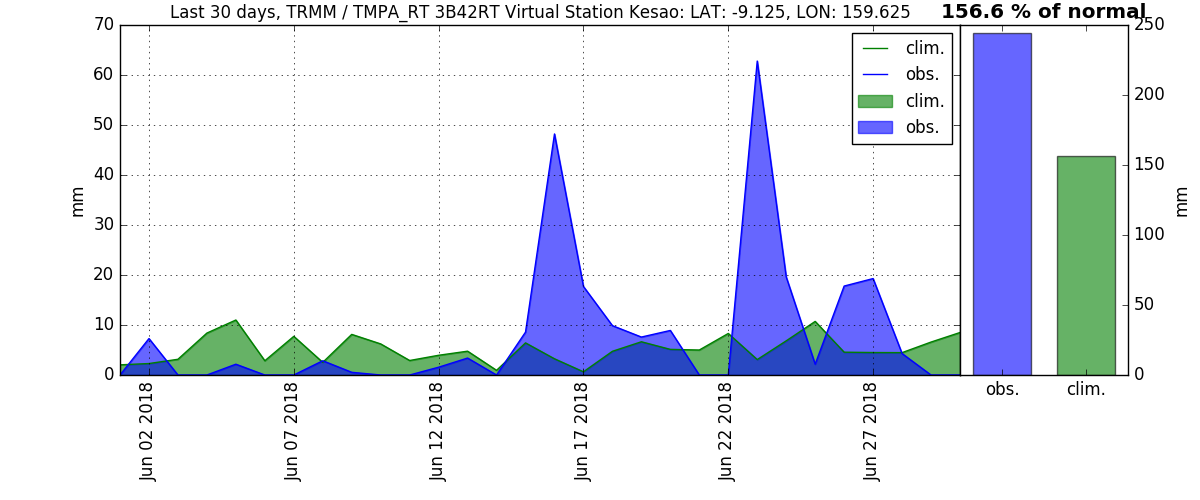 Last 30 days, TRMM / TMPA_RT 3B42RT Virtual Station Kesao: LAT: -9.125, LON: 159.625
156.6 % of normal
70
60
50
40
30
20
10
0
mm
clim.
obs.
clim.
obs.
Jun 02 2018
Jun 07 2018
Jun 12 2018
Jun 17 2018
Jun 22 2018
Jun 27 2018
250
200
150
100
50
0
mm
obs.
clim.